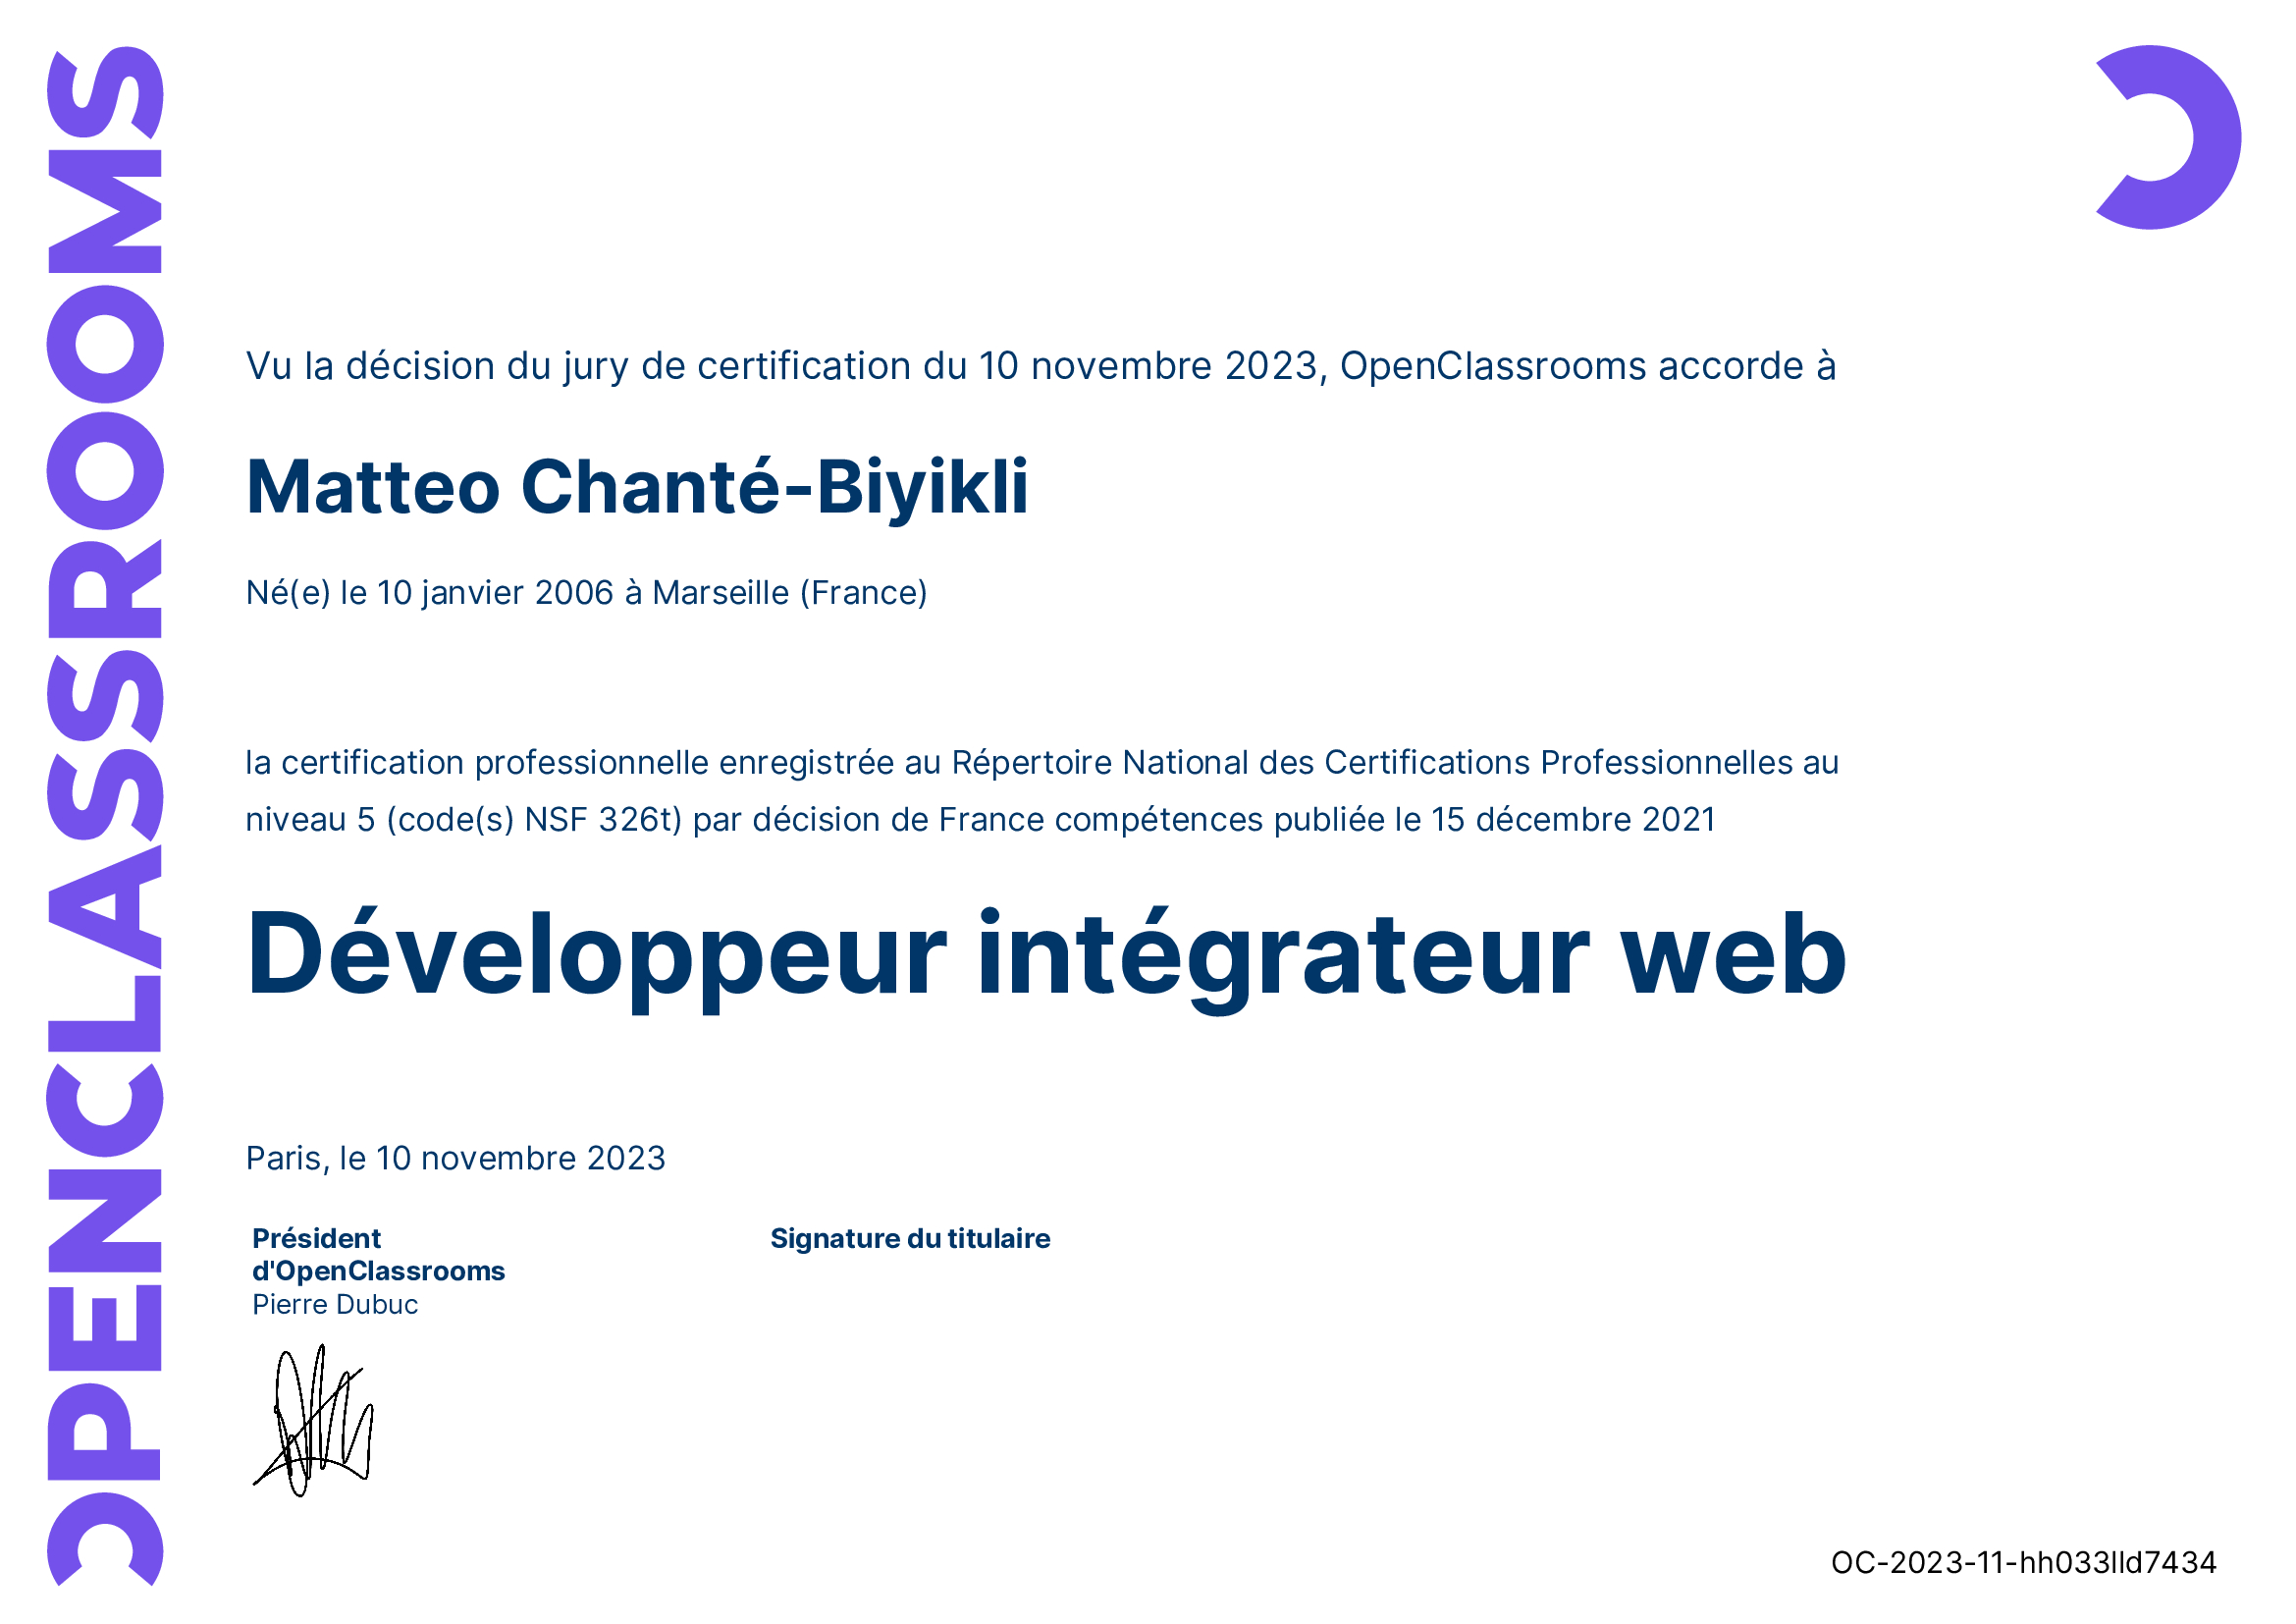 OPENCLASSROOMS
Vu la décision du jury de certification du 10 novembre 2023, OpenClassrooms accorde à
Matteo Chanté-Biyikli
Né(e) le 10 janvier 2006 à Marseille (France)
la certification professionnelle enregistrée au Répertoire National des Certifications Professionnelles au
niveau 5 (code(s) NSF 326t) par décision de France compétences publiée le 15 décembre 2021
Développeur intégrateur web
Paris, le 10 novembre 2023
Président
d'OpenClassrooms
Pierre Dubuc
Signature du titulaire
OC-2023-11-hh033lld7434